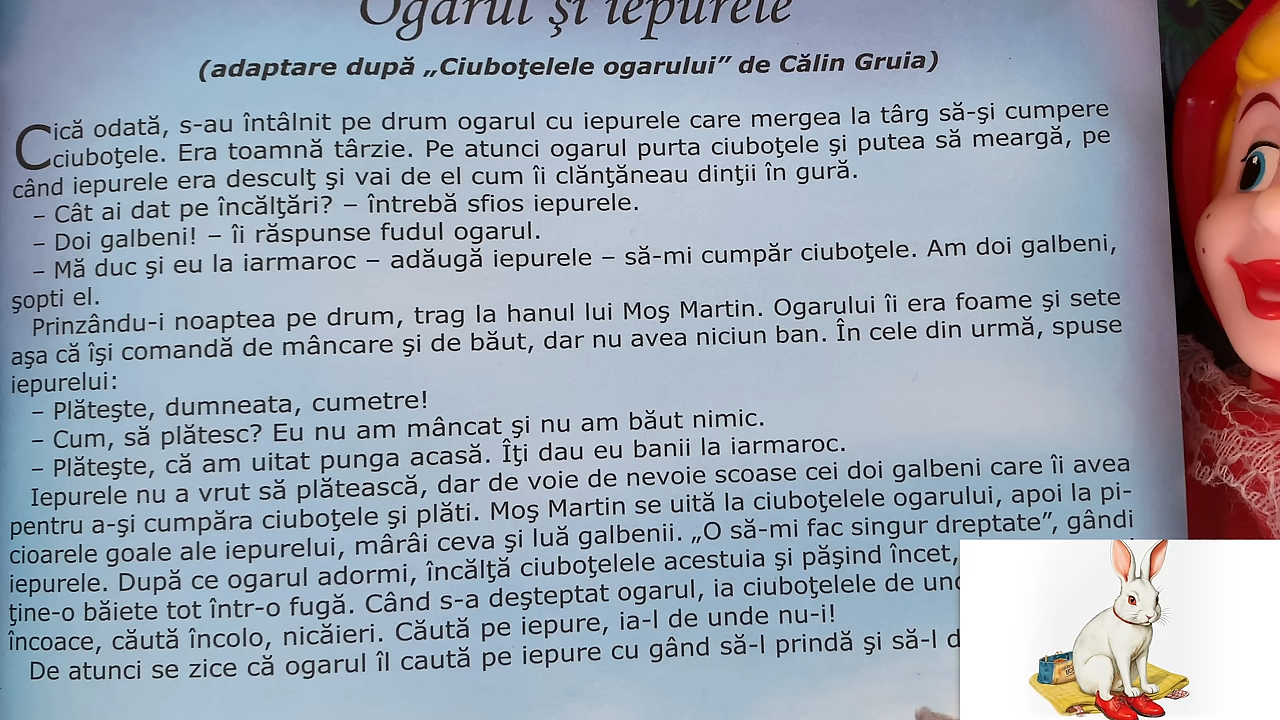 Ogarul şi iepurele
(adaptare după „Ciuboţelele ogarului” de Călin Gruia)
Cică odată, s-au întâlnit pe drum ogarul cu iepurele care mergea la târg să-şi cumpere
ciuboţele. Era toamnă târzie. Pe atunci ogarul purta ciuboţele şi putea să meargă, pe
când iepurele era desculţ şi vai de el cum îi clănţăneau dinţii în gură.
– Cât ai dat pe încălţări? – întrebă sfios iepurele.
– Doi galbeni! – îi răspunse fudul ogarul.
– Mă duc şi eu la iarmaroc – adăugă iepurele – să-mi cumpăr ciuboţele. Am doi galbeni,
şopti el.
Prinzându-i noaptea pe drum, trag la hanul lui Moş Martin. Ogarului îi era foame şi sete
aşa că îşi comandă de mâncare şi de băut, dar nu avea niciun ban. În cele din urmă, spuse
iepurelui:
– Plăteşte, dumneata, cumetre!
– Cum, să plătesc? Eu nu am mâncat şi nu am băut nimic.
– Plăteşte, că am uitat punga acasă. Îţi dau eu banii la iarmaroc.
Iepurele nu a vrut să plătească, dar de voie de nevoie scoase cei doi galbeni care îi avea
pentru a-şi cumpăra ciuboţele şi plăti. Moş Martin se uită la ciuboţelele ogarului, apoi la pi-
cioarele goale ale iepurelui, mârâi ceva şi luă galbenii. „O să-mi fac singur dreptate”, gândi
iepurele. După ce ogarul adormi, încălţă ciuboţelele acestuia şi păşind încet,
ţine-o băiete tot într-o fugă. Când s-a deşteptat ogarul, ia ciuboţelele de
încoace, căută încolo, nicăieri. Căută pe iepure, ia-l de unde nu-i!
De atunci se zice că ogarul îl caută pe iepure cu gând să-l prindă şi să-l